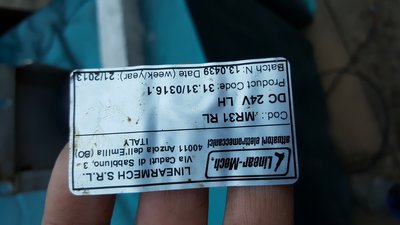 Linear-Mech.
attuatori elettromeccanici
LINEARMECH S.R.L.
Via Caduti di Sabbiuno, 3
40011 Anzola dell'Emilia (BO)
ITALY
Cod.: /MR31 RL
DC 24V LH
Product Code: 31.31.0316.1
Batch N: 13.0439 Date (week/year): 21/2013